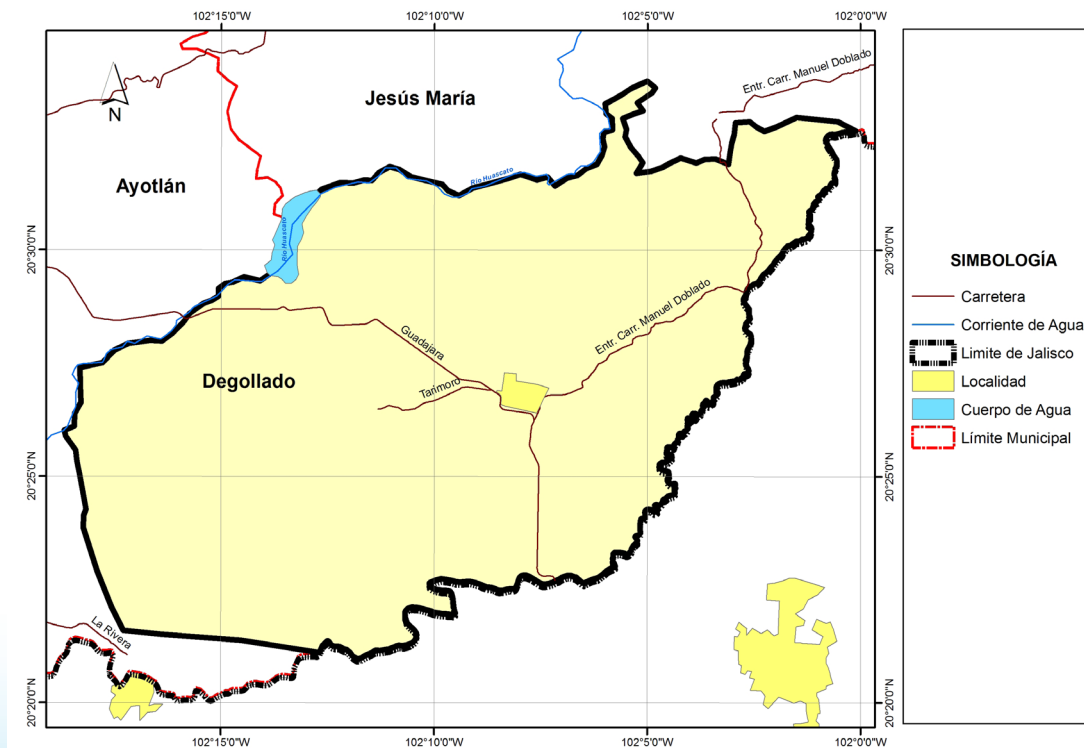 102°15'0"W 102°10'0"W 102°5'0"W 102°0'0"W
Entr. Carr. Manuel Doblado
N
Jesús María
Ayotlán
Río Huascato
Río Huascato
20°30'0"N
20°30'0"N
SIMBOLOGÍA
Carretera
Corriente de Agua
Limite de Jalisco
Localidad
Cuerpo de Agua
Límite Municipal
Entr. Carr. Manuel Doblado
Guadajara
Degollado
Tarimoro
20°25'0"N
20°25'0"N
La Rivera
20°20'0"N
20°20'0"N
102°15'0"W 102°10'0"W 102°5'0"W 102°0'0"W